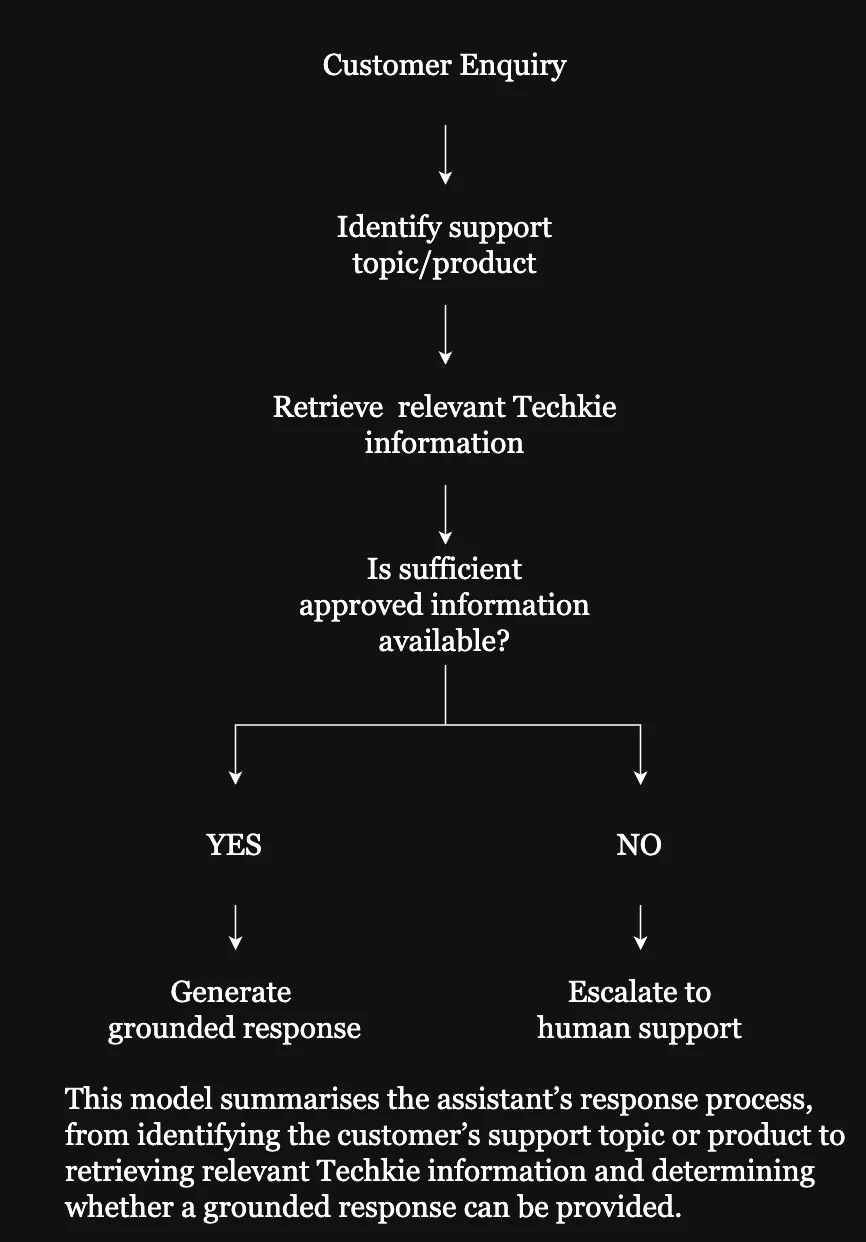 Customer Enquiry
Identify support
topic/product
Retrieve  relevant Techkie
information
Is sufficient
approved information
available?
YES
NO
Generate
grounded response
Escalate to
human support
This model summarises the assistant’s response process,
from identifying the customer’s support topic or product to
retrieving relevant Techkie information and determining
whether a grounded response can be provided.